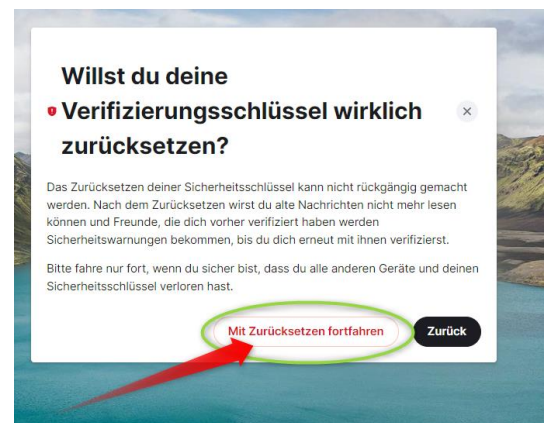 Willst du deine
Verifizierungsschlüssel wirklich
zurücksetzen?
Das Zurücksetzen deiner Sicherheitsschlüssel kann nicht rückgängig gemacht
werden. Nach dem Zurücksetzen wirst du alte Nachrichten nicht mehr lesen
können und Freunde, die dich vorher verifiziert haben werden
Sicherheitswarnungen bekommen, bis du dich erneut mit ihnen verifizierst.
Bitte fahre nur fort, wenn du sicher bist, dass du alle anderen Geräte und deinen
Sicherheitsschlüssel verloren hast.
Mit Zurücksetzen fortfahren Zurück